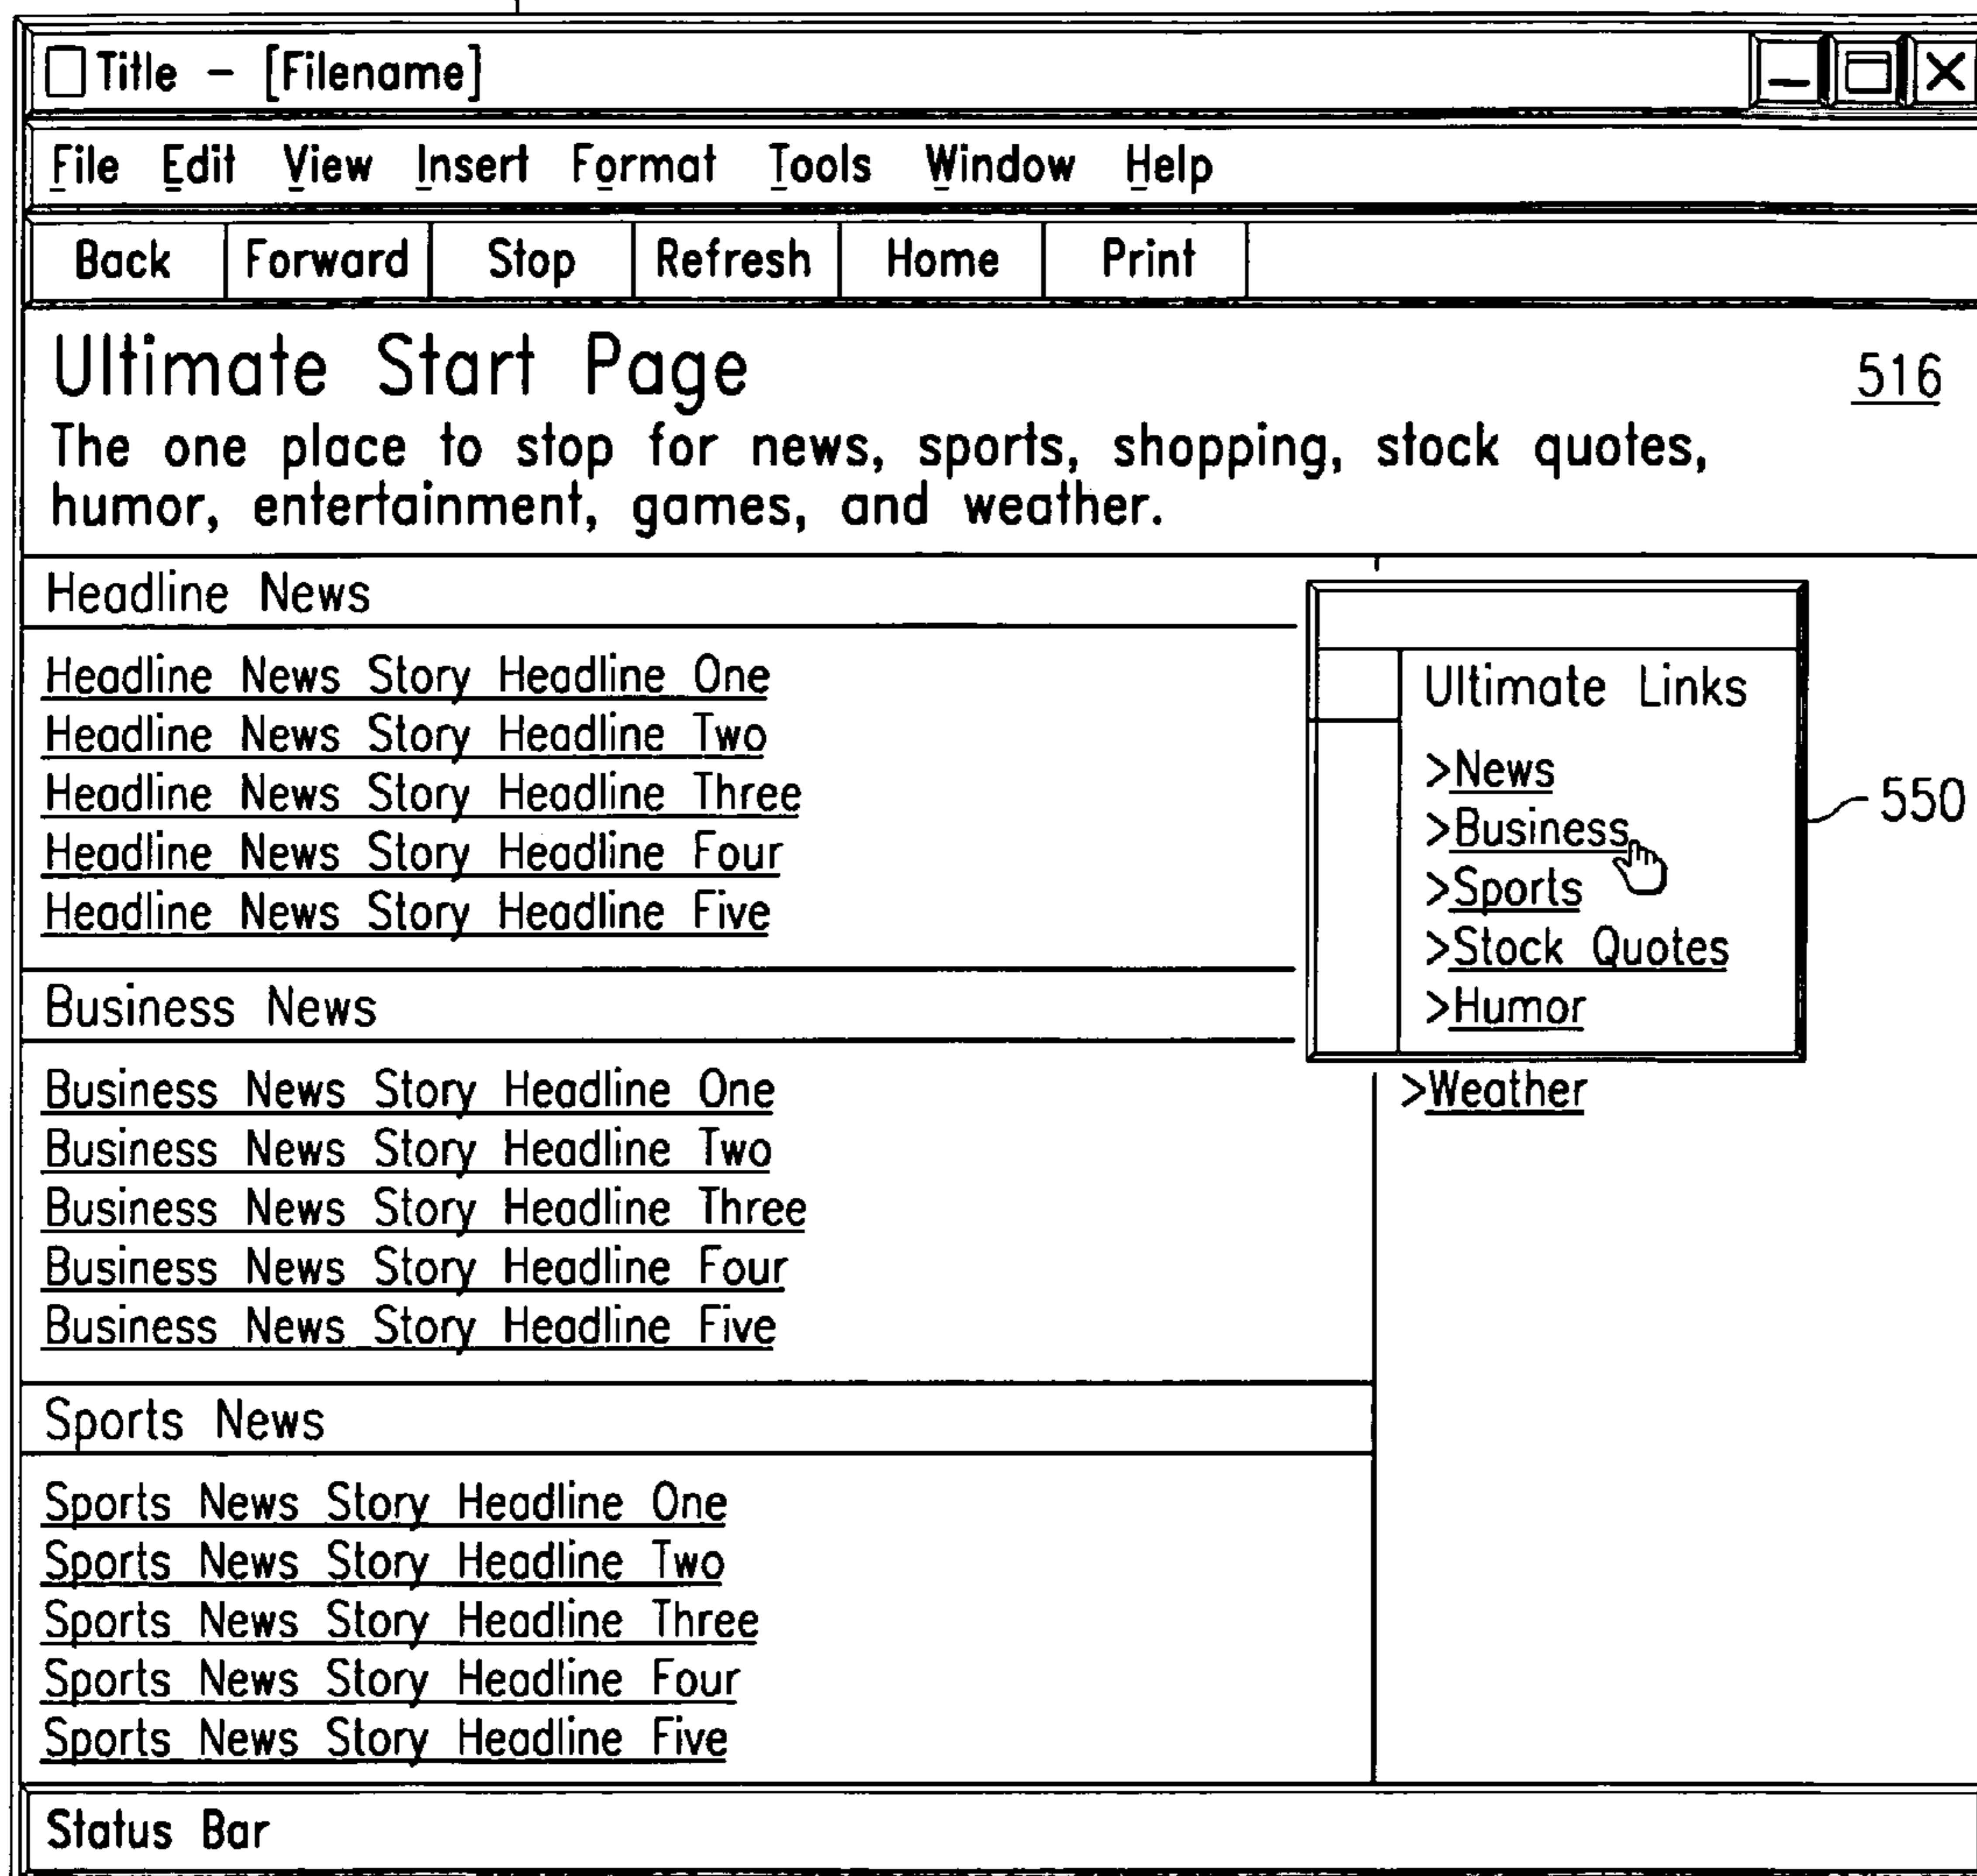 Title - [Filename]
File Edit View Insert Format Tools Window Help
Back Forward Stop Refresh Home Print
Ultimate Start Page
516
The one place to stop for news, sports, shopping, stock quotes,
humor, entertainment, games, and weather.
Headline News
Headline News Story Headline One
Headline News Story Headline Two
Headline News Story Headline Three
Headline News Story Headline Four
Headline News Story Headline Five
Business News
Business News Story Headline One
Business News Story Headline Two
Business News Story Headline Three
Business News Story Headline Four
Business News Story Headline Five
Sports News
Sports News Story Headline One
Sports News Story Headline Two
Sports News Story Headline Three
Sports News Story Headline Four
Sports News Story Headline Five
Ultimate Links
>News
>Business
>Sports
>Stock Quotes
>Humor
550
>Weather
Status Bar